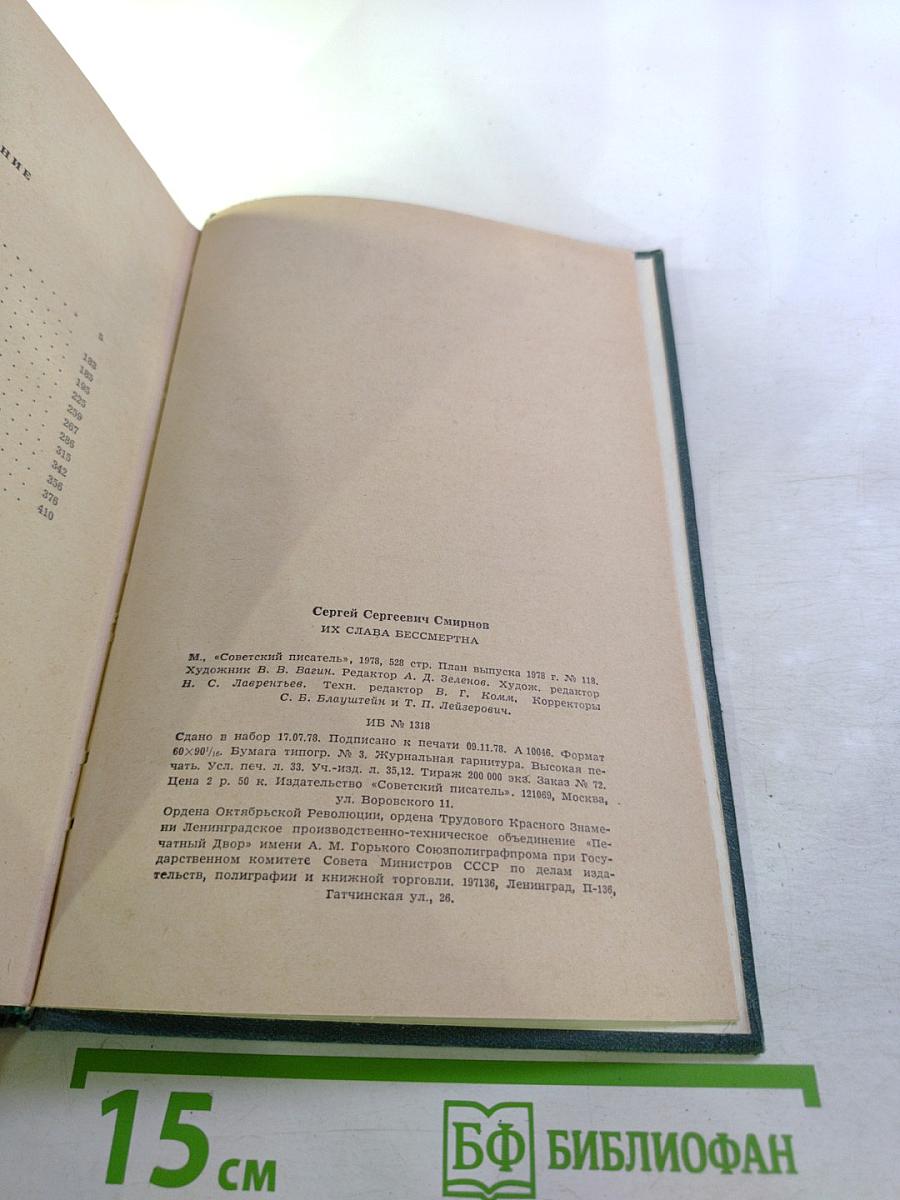 НИЕ
5
183
185
195
225
239
267
286
315
342
356
376
410
Сергей Сергеевич Смирнов
ИХ СЛАВА БЕССМЕРТНА
М., «Советский писатель», 1978, 528 стр. План выпуска 1978 г. № 118.
Художник В. В. Вагин. Редактор А. Д. Зеленов. Худож. редактор
Н. С. Лаврентьев. Техн. редактор В. Г. Комм. Корректоры
С. Б. Блауштейн и Т. П. Лейзерович.
ИБ № 1318
Сдано в набор 17.07.78. Подписано к печати 09.11.78. А 10046. Формат
60×90¹/₁₆. Бумага типогр. № 3. Журнальная гарнитура. Высокая пе-
чать. Усл. печ. л. 33. Уч.-изд. л. 35,12. Тираж 200 000 экз. Заказ № 72.
Цена 2 р. 50 к. Издательство «Советский писатель». 121069, Москва,
ул. Воровского 11.
Ордена Октябрьской Революции, ордена Трудового Красного Знаме-
ни Ленинградское производственно-техническое объединение «Пе-
чатный Двор» имени А. М. Горького Союзполиграфпрома при Госу-
дарственном комитете Совета Министров СССР по делам изда-
тельств, полиграфии и книжной торговли. 197136, Ленинград, П-136,
Гатчинская ул., 26.
15 см
БФ БИБЛИОФАН